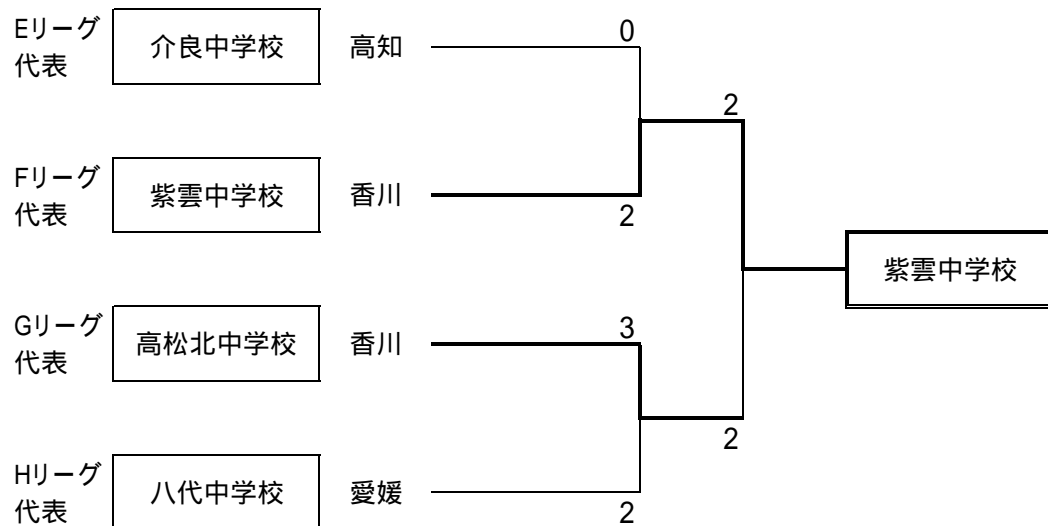 Eリーグ
代表
介良中学校
高知
0
2
Fリーグ
代表
紫雲中学校
香川
2
紫雲中学校
Gリーグ
代表
高松北中学校
香川
3
2
Hリーグ
代表
八代中学校
愛媛
2